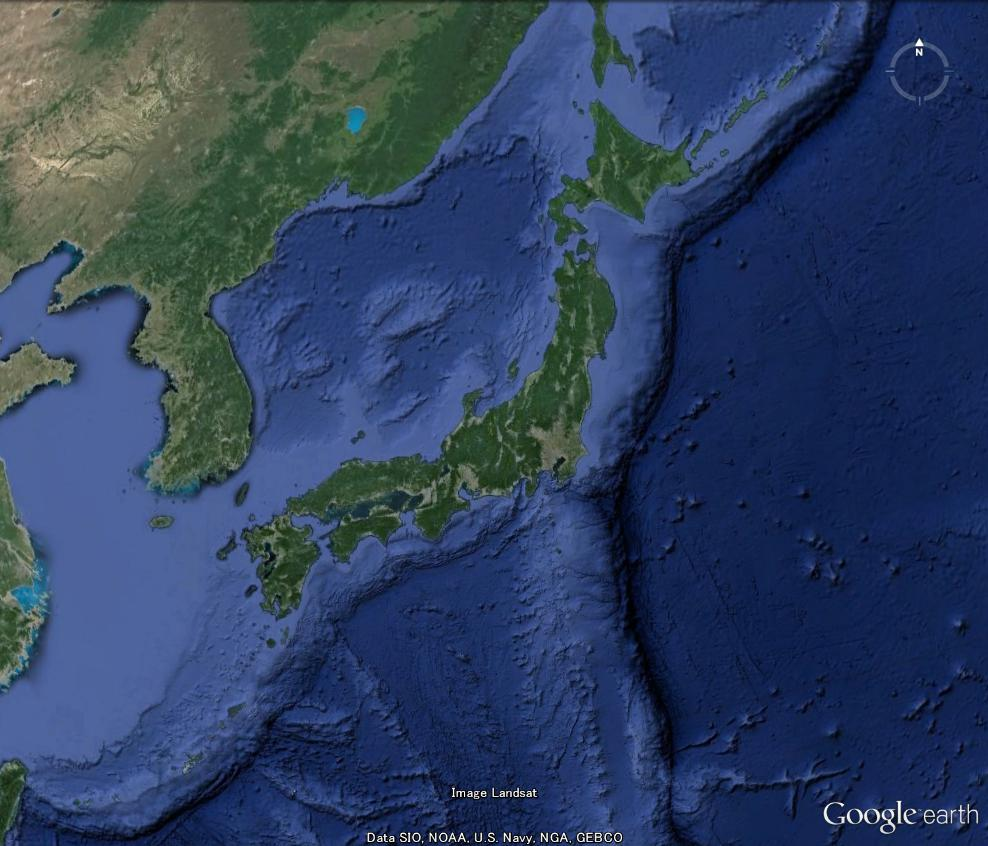 N
Image Landsat
Google earth
Data SIO, NOAA, U.S. Navy, NGA, GEBCO